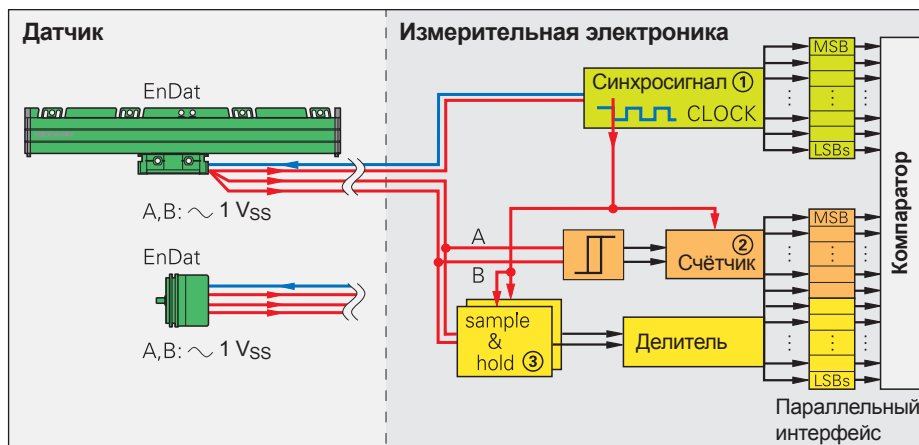 Датчик
Измерительная электроника
EnDat
A,B: ~ 1 VSS
EnDat
A,B: ~ 1 VSS
Синхросигнал ①
CLOCK
MSB
LSBs
A
B
② Счётчик
sample
&
hold ③
Делитель
MSB
LSBs
Компаратор
Параллельный
интерфейс